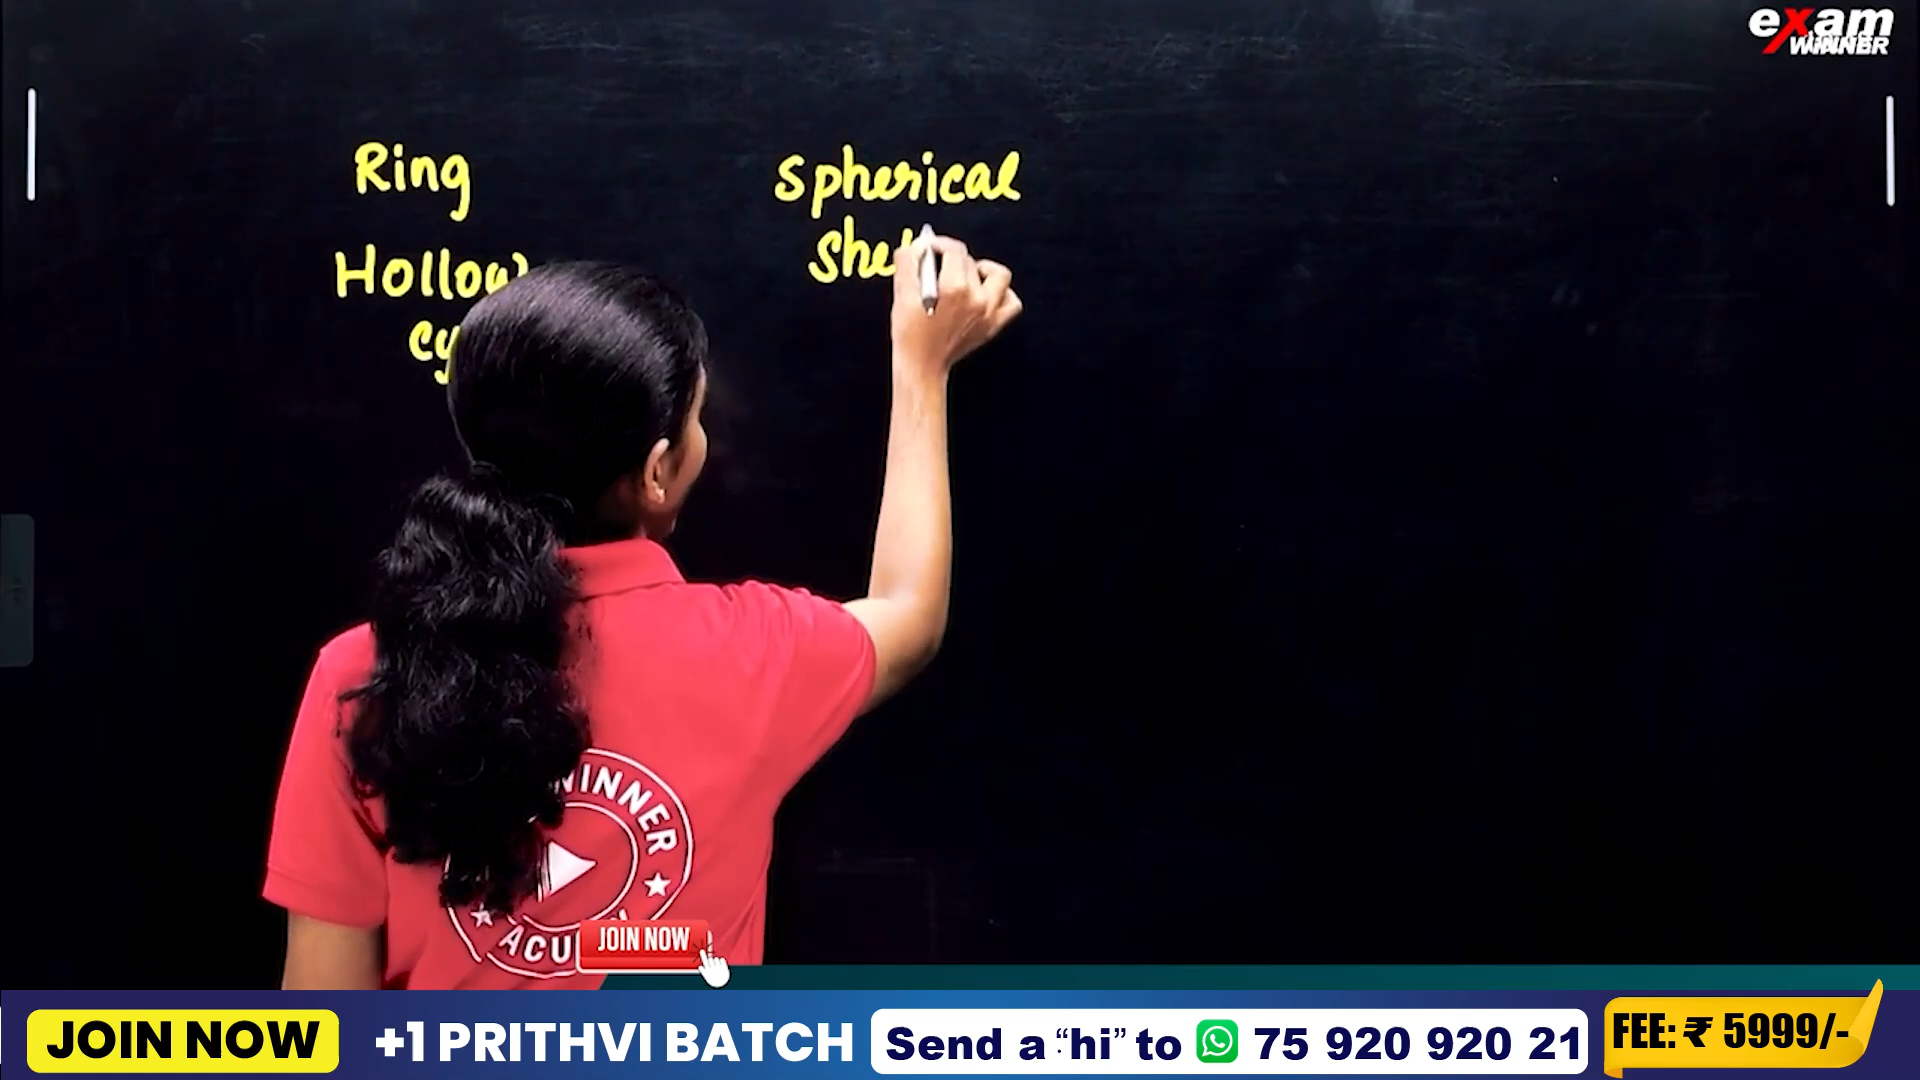 exam
WINNER
Ring
Spherical
Hollow
JOIN NOW
JOIN NOW
+1 PRITHVI BATCH
Send a “hi” to 75 920 920 21
FEE: ₹ 5999/-